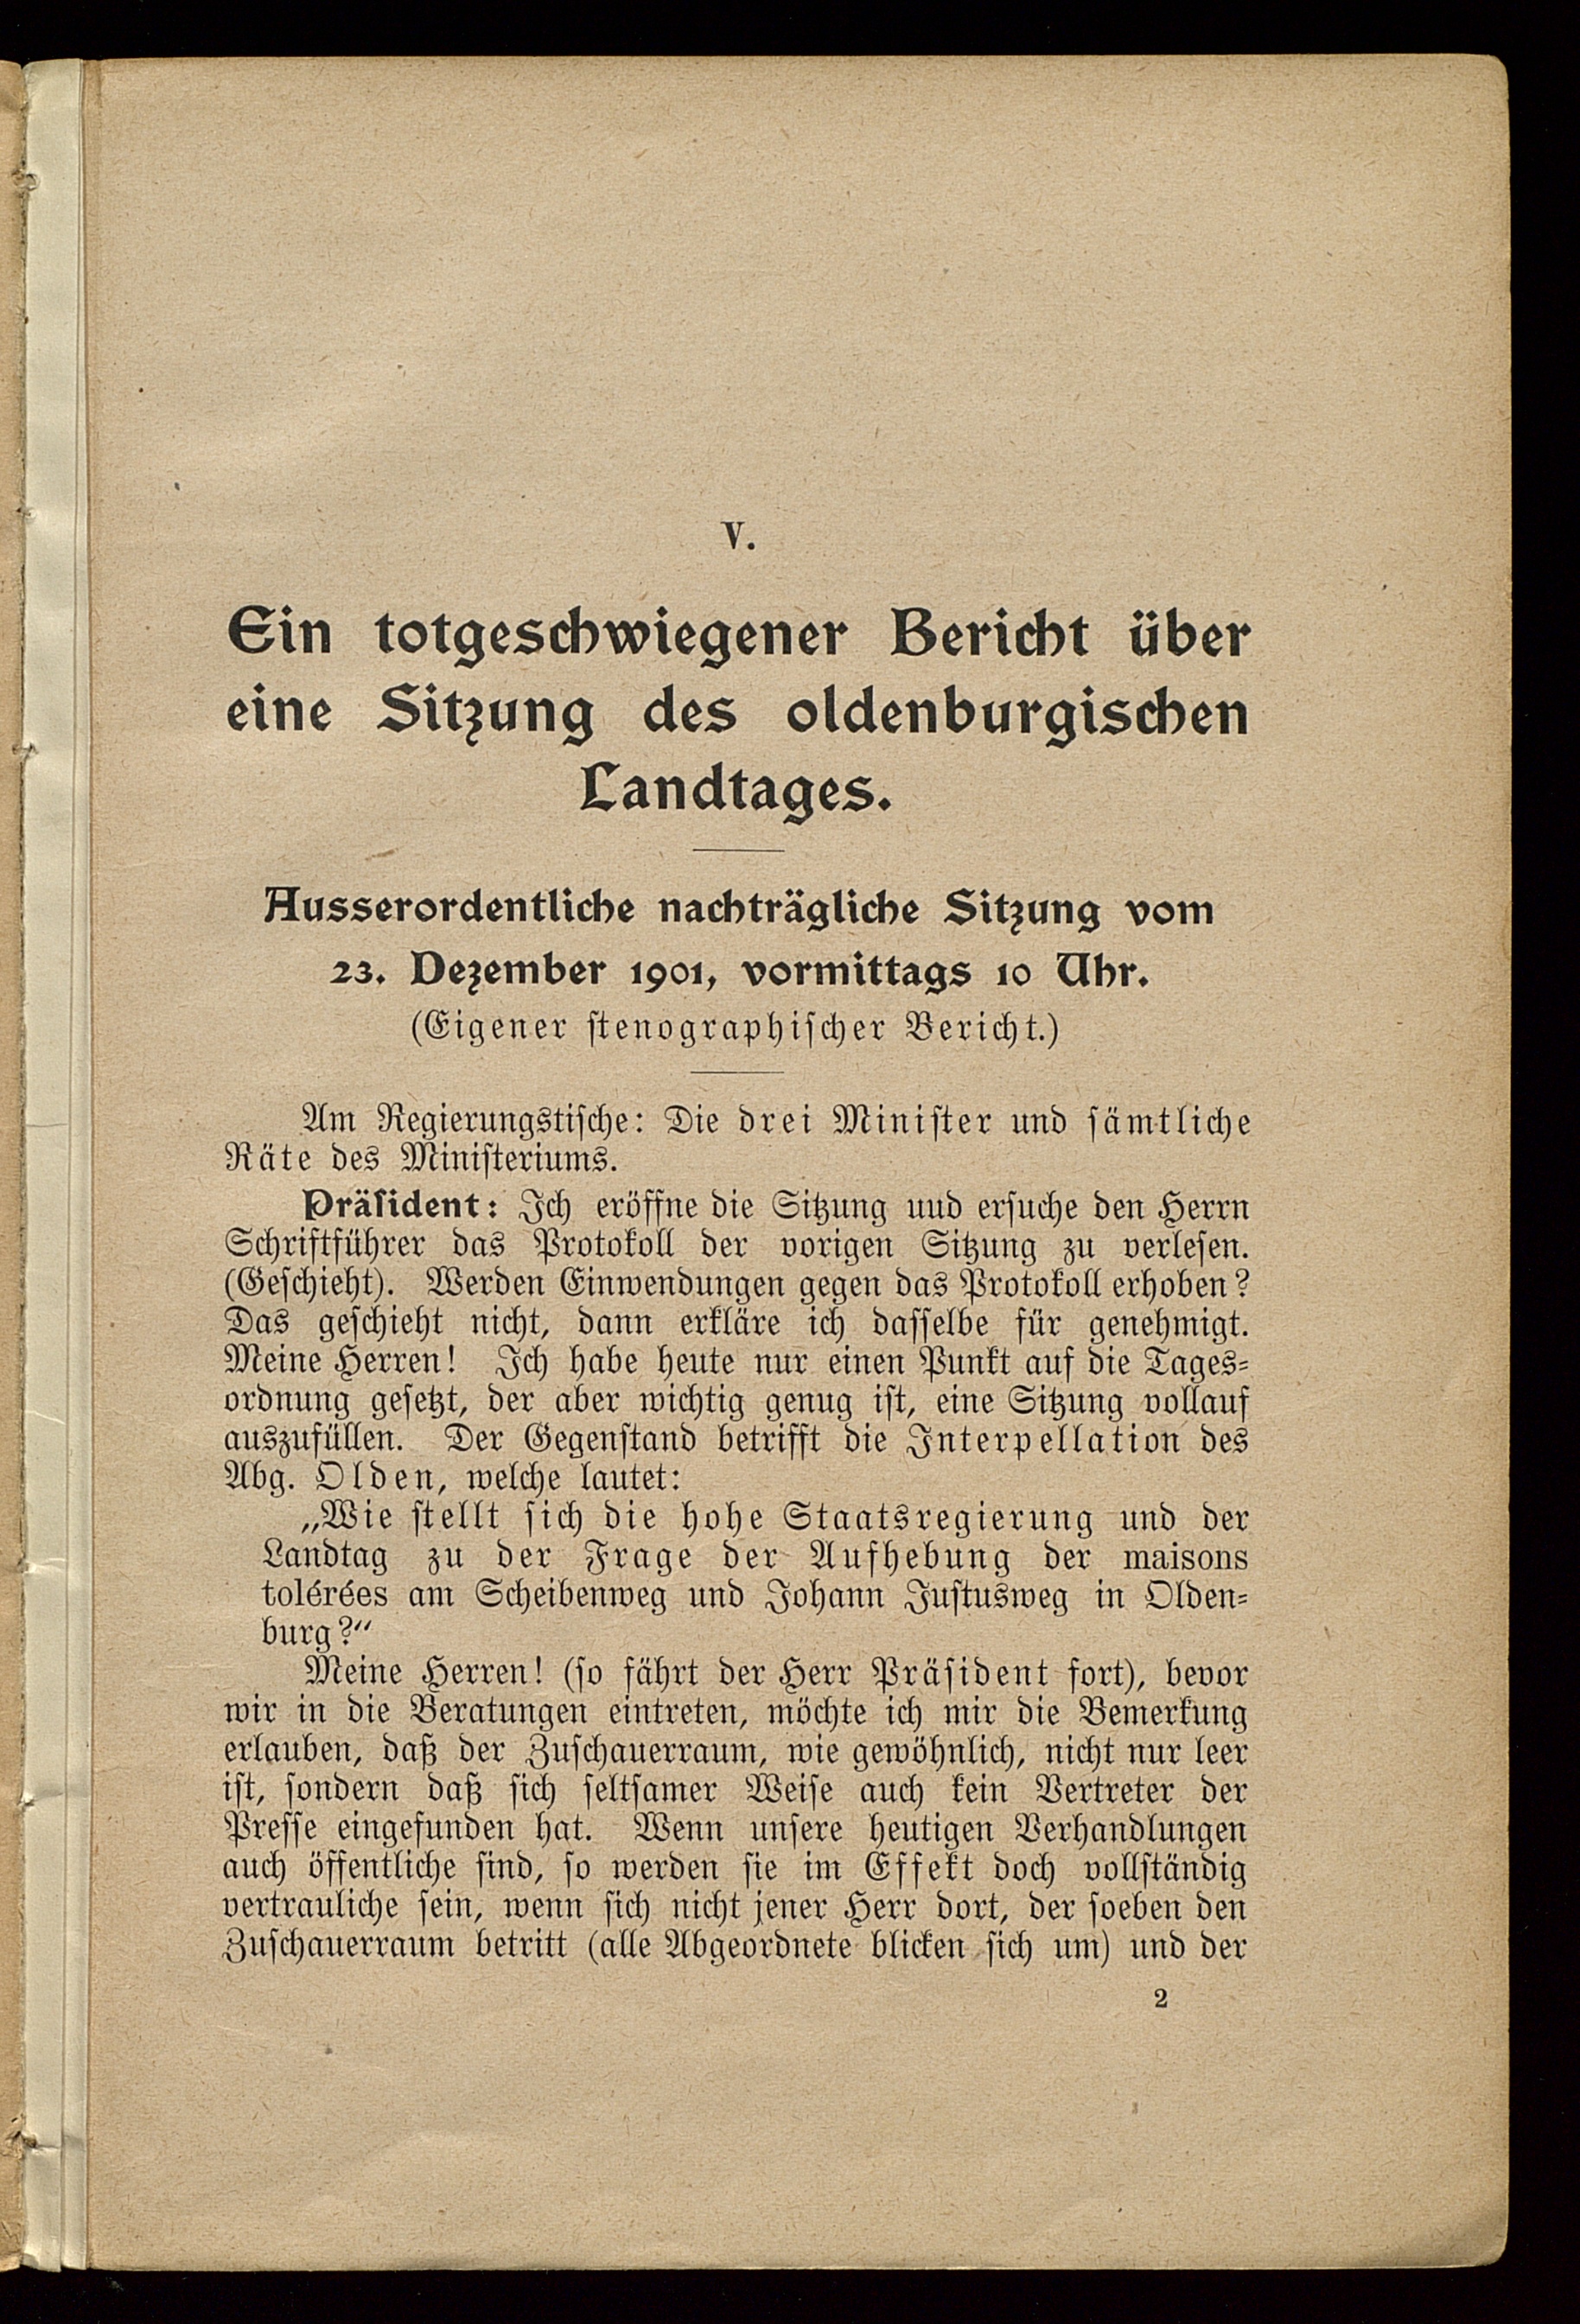 V.
Ein totgeschwiegener Bericht über
eine Sitzung des oldenburgischen
Landtages.
Ausserordentliche nachträgliche Sitzung vom
23. Dezember 1901, vormittags 10 Uhr.
(Eigener stenographischer Bericht.)
Am Regierungstische: Die drei Minister und sämtliche
Räte des Ministeriums.
Präsident: Ich eröffne die Sitzung uud ersuche den Herrn
Schriftführer das Protokoll der vorigen Sitzung zu verlesen.
(Geschieht). Werden Einwendungen gegen das Protokoll erhoben?
Das geschieht nicht, dann erkläre ich dasselbe für genehmigt.
Meine Herren! Ich habe heute nur einen Punkt auf die Tages-
ordnung gesetzt, der aber wichtig genug ist, eine Sitzung vollauf
auszufüllen. Der Gegenstand betrifft die Interpellation des
Abg. Olden, welche lautet:
„Wie stellt sich die hohe Staatsregierung und der
Landtag zu der Frage der Aufhebung der maisons
tolérées am Scheibenweg und Johann Justusweg in Olden-
burg?“
Meine Herren! (so fährt der Herr Präsident fort), bevor
wir in die Beratungen eintreten, möchte ich mir die Bemerkung
erlauben, daß der Zuschauerraum, wie gewöhnlich, nicht nur leer
ist, sondern daß sich seltsamer Weise auch kein Vertreter der
Presse eingefunden hat. Wenn unsere heutigen Verhandlungen
auch öffentliche sind, so werden sie im Effekt doch vollständig
vertrauliche sein, wenn sich nicht jener Herr dort, der soeben den
Zuschauerraum betritt (alle Abgeordnete blicken sich um) und der
2